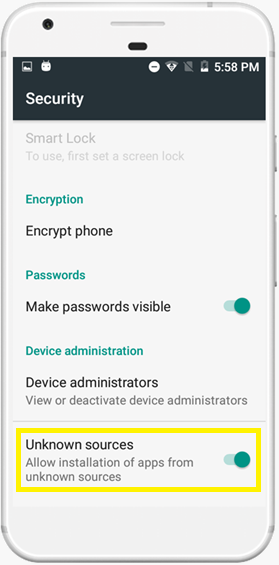 5:58 PM
Security
Smart Lock
To use, first set a screen lock
Encryption
Encrypt phone
Passwords
Make passwords visible
Device administration
Device administrators
View or deactivate device administrators
Unknown sources
Allow installation of apps from
unknown sources